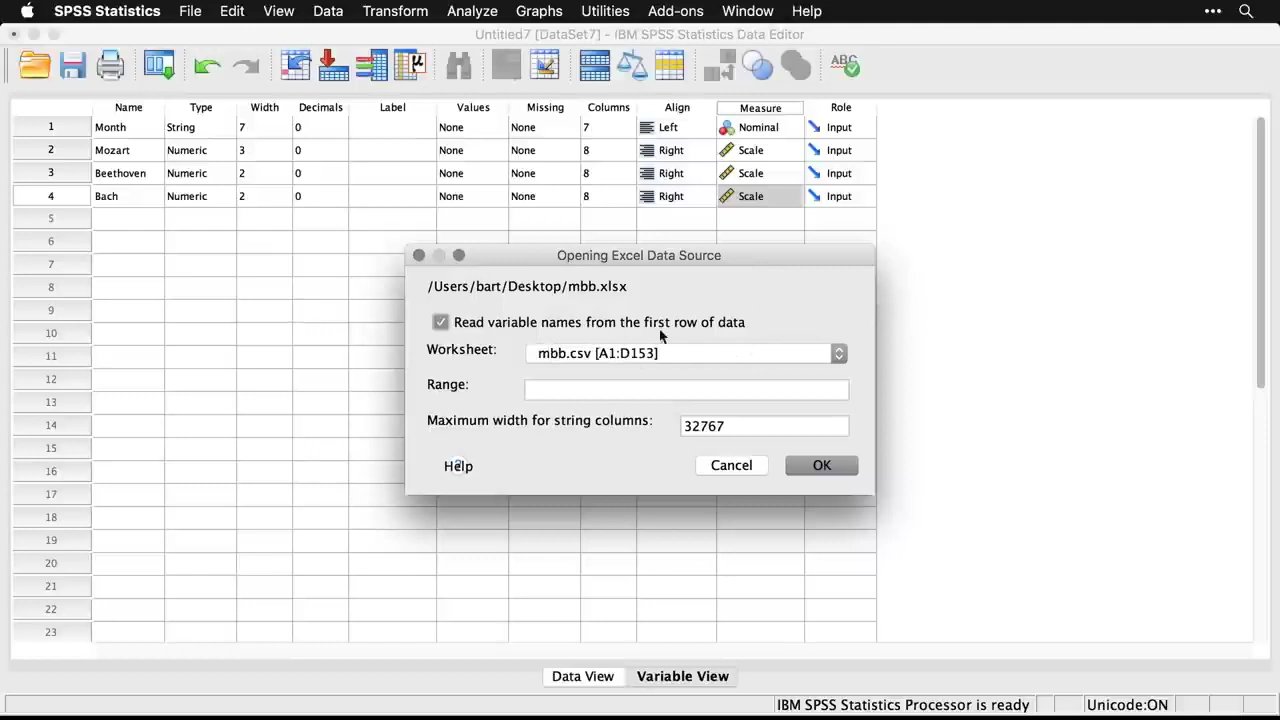 SPSS Statistics File Edit View Data Transform Analyze Graphs Utilities Add-ons Window Help
Untitled7 [DataSet7] - IBM SPSS Statistics Data Editor
ABC
Name Type Width Decimals Label Values Missing Columns Align Measure Role
1 Month String 7 0 None None 7 Left Nominal Input
2 Mozart Numeric 3 0 None None 8 Right Scale Input
3 Beethoven Numeric 2 0 None None 8 Right Scale Input
4 Bach Numeric 2 0 None None 8 Right Scale Input
5
6
7
8
9
10
11
12
13
14
15
16
17
18
19
20
21
22
23
Opening Excel Data Source
/Users/bart/Desktop/mbb.xlsx
Read variable names from the first row of data
Worksheet: mbb.csv [A1:D153]
Range:
Maximum width for string columns: 32767
Help Cancel OK
Data View Variable View
IBM SPSS Statistics Processor is ready Unicode:ON